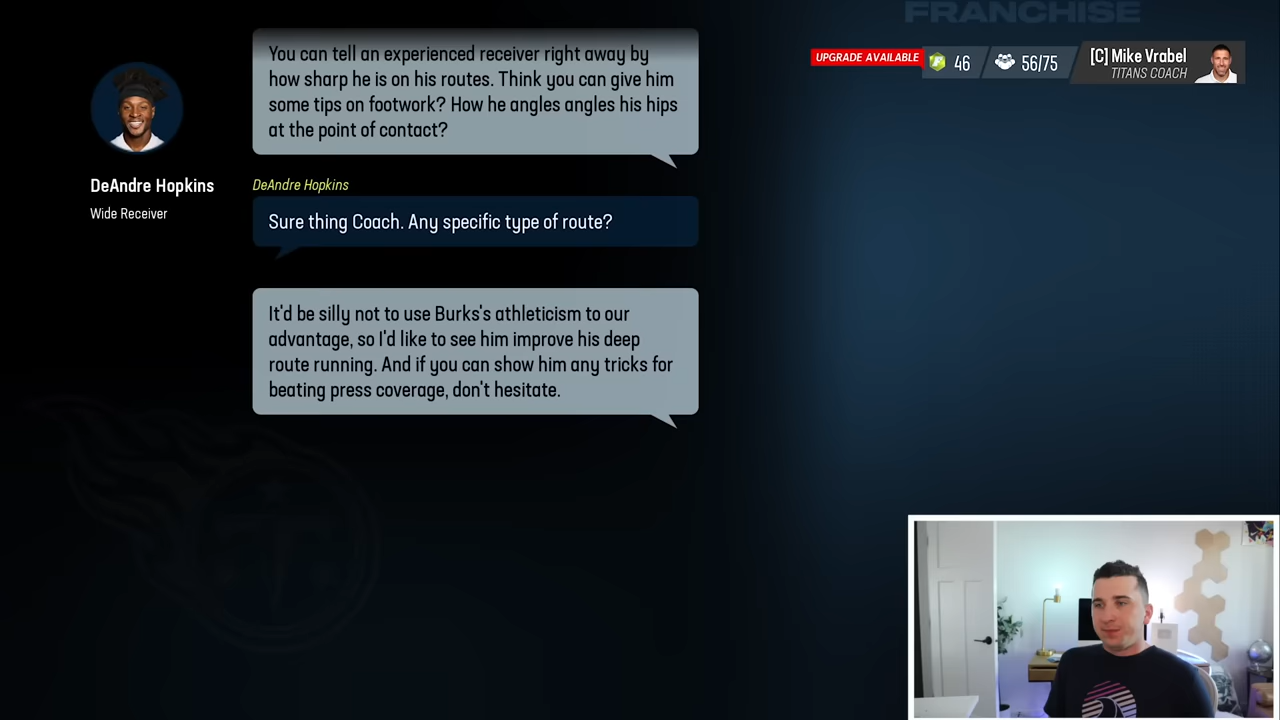 FRANCHISE
UPGRADE AVAILABLE
46
56/75
[C] Mike Vrabel
TITANS COACH
DeAndre Hopkins
Wide Receiver
You can tell an experienced receiver right away by
how sharp he is on his routes. Think you can give him
some tips on footwork? How he angles angles his hips
at the point of contact?
DeAndre Hopkins
Sure thing Coach. Any specific type of route?
It'd be silly not to use Burks's athleticism to our
advantage, so I'd like to see him improve his deep
route running. And if you can show him any tricks for
beating press coverage, don't hesitate.